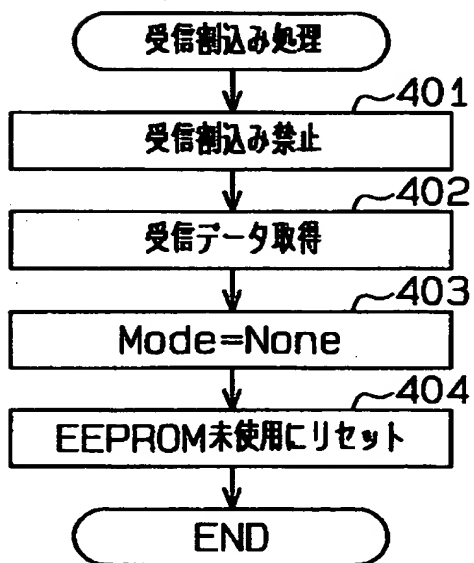 受信割込み処理
401
受信割込み禁止
402
受信データ取得
403
Mode=None
404
EEPROM未使用にリセット
END